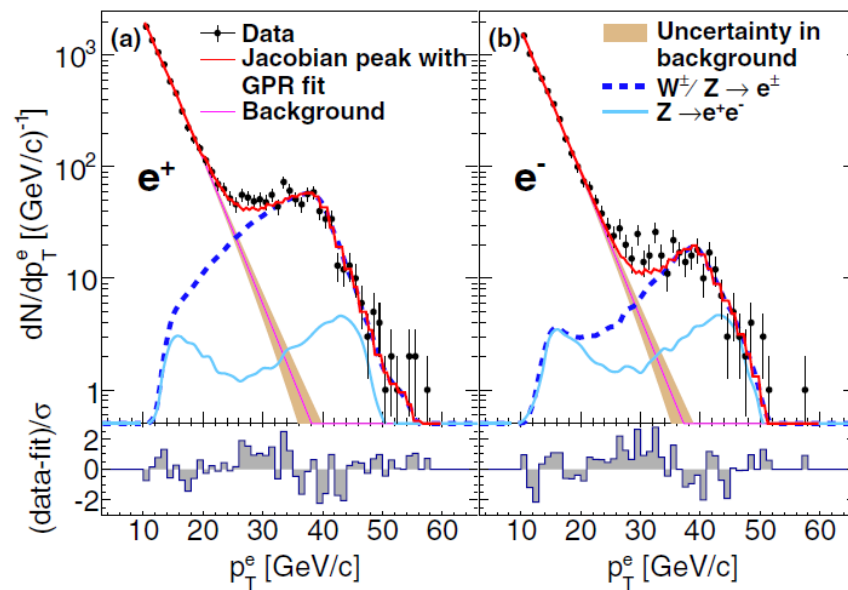 (a) Data
Jacobian peak with
GPR fit
Background
e+
(b) Uncertainty in
background
W±/ Z → e±
Z →e+e-
e-
dN/dp_T^e [(GeV/c)⁻¹]
10³
10²
10
1
(data-fit)/σ
2
0
-2
10 20 30 40 50 60
10 20 30 40 50 60
p_T^e [GeV/c]
p_T^e [GeV/c]